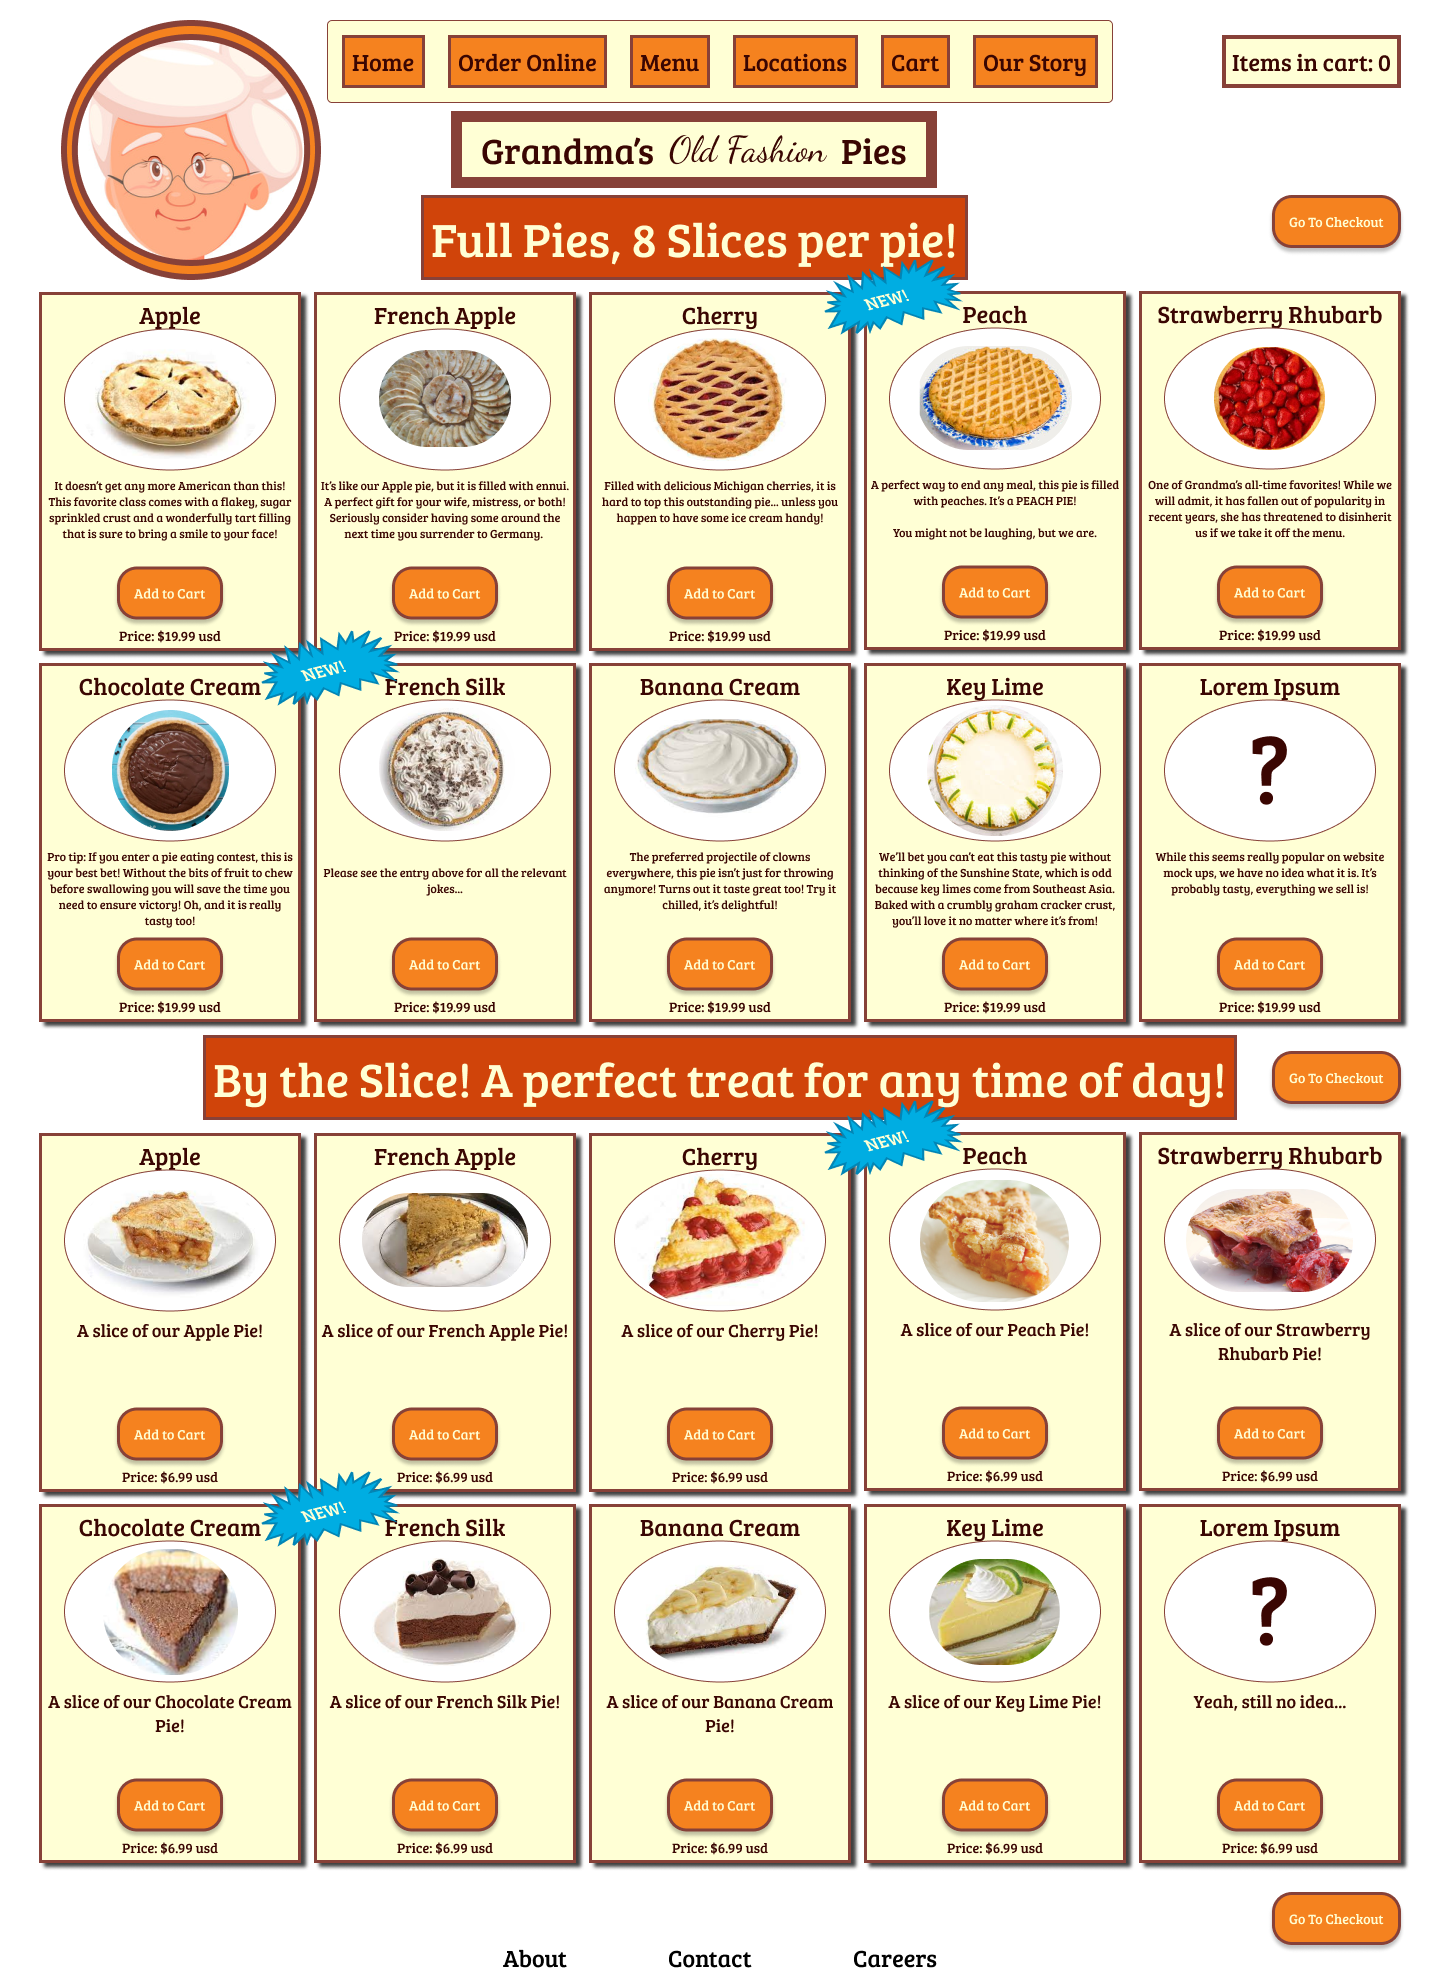 Home
Order Online
Menu
Locations
Cart
Our Story
Items in cart: 0
Grandma's Old Fashion Pies
Full Pies, 8 Slices per pie!
Go To Checkout
Apple
It doesn't get any more American than this!
This favorite class comes with a flakey, sugar
sprinkled crust and a wonderfully tart filling
that is sure to bring a smile to your face!
Add to Cart
Price: $19.99 usd
French Apple
It's like our Apple pie, but it is filled with ennui.
A perfect gift for your wife, mistress, or both!
Seriously consider having some around the
next time you surrender to Germany.
Add to Cart
Price: $19.99 usd
Cherry
Filled with delicious Michigan cherries, it is
hard to top this outstanding pie... unless you
happen to have some ice cream handy!
Add to Cart
Price: $19.99 usd
NEW!
Peach
A perfect way to end any meal, this pie is filled
with peaches. It's a PEACH PIE!
You might not be laughing, but we are.
Add to Cart
Price: $19.99 usd
Strawberry Rhubarb
One of Grandma's all-time favorites! While we
will admit, it has fallen out of popularity in
recent years, she has threatened to disinherit
us if we take it off the menu.
Add to Cart
Price: $19.99 usd
Chocolate Cream
Pro tip: If you enter a pie eating contest, this is
your best bet! Without the bits of fruit to chew
before swallowing you will save the time you
need to ensure victory! Oh, and it is really
tasty too!
Add to Cart
Price: $19.99 usd
NEW!
French Silk
Please see the entry above for all the relevant
jokes...
Add to Cart
Price: $19.99 usd
Banana Cream
The preferred projectile of clowns
everywhere, this pie isn't just for throwing
anymore! Turns out it taste great too! Try it
chilled, it's delightful!
Add to Cart
Price: $19.99 usd
Key Lime
We'll bet you can't eat this tasty pie without
thinking of the Sunshine State, which is odd
because key limes come from Southeast Asia.
Baked with a crumbly graham cracker crust,
you'll love it no matter where it's from!
Add to Cart
Price: $19.99 usd
Lorem Ipsum
?
While this seems really popular on website
mock ups, we have no idea what it is. It's
probably tasty, everything we sell is!
Add to Cart
Price: $19.99 usd
By the Slice! A perfect treat for any time of day!
Go To Checkout
Apple
A slice of our Apple Pie!
Add to Cart
Price: $6.99 usd
French Apple
A slice of our French Apple Pie!
Add to Cart
Price: $6.99 usd
Cherry
A slice of our Cherry Pie!
Add to Cart
Price: $6.99 usd
NEW!
Peach
A slice of our Peach Pie!
Add to Cart
Price: $6.99 usd
Strawberry Rhubarb
A slice of our Strawberry
Rhubarb Pie!
Add to Cart
Price: $6.99 usd
Chocolate Cream
A slice of our Chocolate Cream
Pie!
Add to Cart
Price: $6.99 usd
NEW!
French Silk
A slice of our French Silk Pie!
Add to Cart
Price: $6.99 usd
Banana Cream
A slice of our Banana Cream
Pie!
Add to Cart
Price: $6.99 usd
Key Lime
A slice of our Key Lime Pie!
Add to Cart
Price: $6.99 usd
Lorem Ipsum
?
Yeah, still no idea...
Add to Cart
Price: $6.99 usd
Go To Checkout
About
Contact
Careers